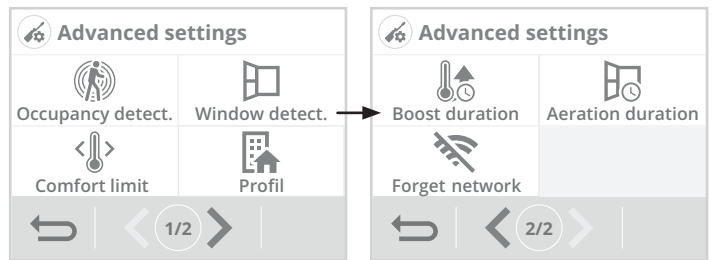 Advanced settings
Occupancy detect.
Window detect.
Comfort limit
Profil
1/2
Advanced settings
Boost duration
Aeration duration
Forget network
2/2